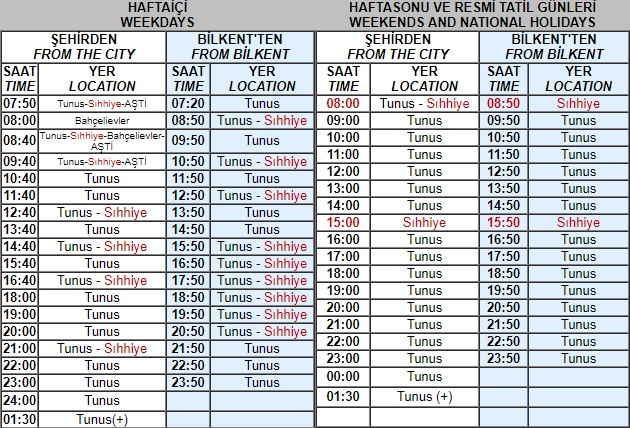 HAFTAİÇİ HAFTASONU VE RESMİ TATİL GÜNLERİ
WEEKDAYS WEEKENDS AND NATIONAL HOLIDAYS
ŞEHİRDEN BİLKENT'TEN ŞEHİRDEN BİLKENT'TEN
FROM THE CITY FROM BİLKENT FROM THE CITY FROM BİLKENT
SAAT YER SAAT YER SAAT YER SAAT YER
TIME LOCATION TIME LOCATION TIME LOCATION TIME LOCATION
07:50 Tunus-Sıhhiye-AŞTİ 07:20 Tunus 08:00 Tunus - Sıhhiye 08:50 Sıhhiye
08:00 Bahçelievler 08:50 Tunus - Sıhhiye 09:00 Tunus 09:50 Tunus
08:40 Tunus-Sıhhiye-Bahçelievler-AŞTİ 09:50 Tunus 10:00 Tunus 10:50 Tunus
09:40 Tunus-Sıhhiye-AŞTİ 10:50 Tunus - Sıhhiye 11:00 Tunus 11:50 Tunus
10:40 Tunus 11:50 Tunus 12:00 Tunus 12:50 Tunus
11:40 Tunus 12:50 Tunus - Sıhhiye 13:00 Tunus 13:50 Tunus
12:40 Tunus - Sıhhiye 13:50 Tunus 14:00 Tunus 14:50 Tunus
13:40 Tunus 14:50 Tunus 15:00 Sıhhiye 15:50 Sıhhiye
14:40 Tunus - Sıhhiye 15:50 Tunus - Sıhhiye 16:00 Tunus 16:50 Tunus
15:40 Tunus 16:50 Tunus - Sıhhiye 17:00 Tunus 17:50 Tunus
16:40 Tunus - Sıhhiye 17:50 Tunus - Sıhhiye 18:00 Tunus 18:50 Tunus
18:00 Tunus 18:50 Tunus - Sıhhiye 19:00 Tunus 19:50 Tunus
19:00 Tunus 19:50 Tunus - Sıhhiye 20:00 Tunus 20:50 Tunus
20:00 Tunus 20:50 Tunus - Sıhhiye 21:00 Tunus 21:50 Tunus
21:00 Tunus - Sıhhiye 21:50 Tunus 22:00 Tunus 22:50 Tunus
22:00 Tunus 22:50 Tunus 23:00 Tunus 23:50 Tunus
23:00 Tunus 23:50 Tunus 00:00 Tunus
24:00 Tunus 01:30 Tunus (+)
01:30 Tunus(+)